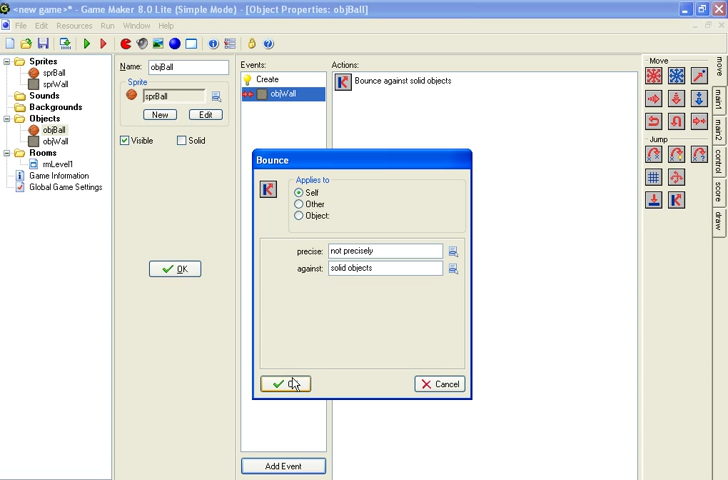 <new game>* - Game Maker 8.0 Lite (Simple Mode) - [Object Properties: objBall]
File Edit Resources Run Window Help
Sprites
sprBall
sprWall
Sounds
Backgrounds
Objects
objBall
objWall
Rooms
rmLevel1
Game Information
Global Game Settings
Name: objBall
Sprite
sprBall
New Edit
Visible Solid
OK
Events:
Create
objWall
Add Event
Actions:
Bounce against solid objects
Bounce
Applies to
Self
Other
Object:
precise: not precisely
against: solid objects
Cancel
Move
Jump
move
main1
main2
control
score
draw